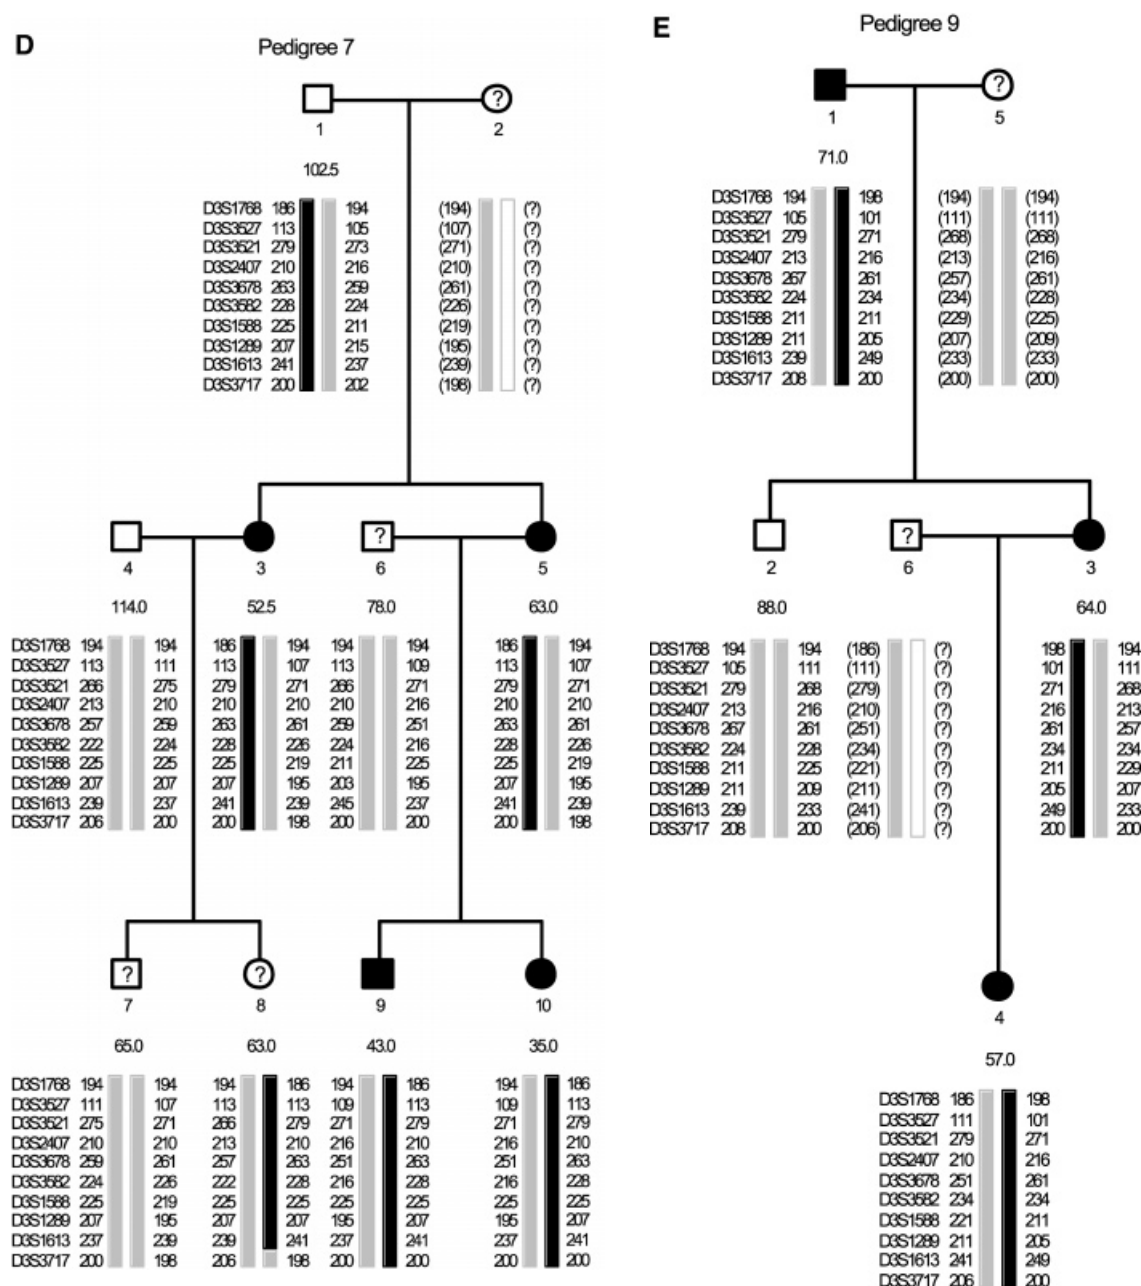 D
Pedigree 7
?
1
2
102.5
D3S1768 186 194 (194) (?)
D3S3527 113 105 (107) (?)
D3S3521 279 273 (271) (?)
D3S2407 210 216 (210) (?)
D3S3678 263 259 (261) (?)
D3S3582 228 224 (226) (?)
D3S1588 225 211 (219) (?)
D3S1289 207 215 (195) (?)
D3S1613 241 237 (239) (?)
D3S3717 200 202 (198) (?)
?
4
3
6
5
114.0
52.5
78.0
63.0
D3S1768 194 194 186 194 194 194 186 194
D3S3527 113 111 113 107 113 109 113 107
D3S3521 266 275 279 271 266 271 279 271
D3S2407 213 210 210 210 210 216 210 210
D3S3678 257 259 263 261 259 251 263 261
D3S3582 222 224 228 226 224 216 228 226
D3S1588 225 225 225 219 211 225 225 219
D3S1289 207 207 207 195 203 195 207 195
D3S1613 239 237 241 239 245 237 241 239
D3S3717 206 200 200 198 200 200 200 198
?
?
7
8
9
10
65.0
63.0
43.0
35.0
D3S1768 194 194 194 186 194 186 194 186
D3S3527 111 107 113 113 109 113 109 113
D3S3521 275 271 266 279 271 279 271 279
D3S2407 210 210 213 210 216 210 216 210
D3S3678 259 261 257 263 251 263 251 263
D3S3582 224 226 222 228 216 228 216 228
D3S1588 225 219 225 225 225 225 225 225
D3S1289 207 195 207 207 195 207 195 207
D3S1613 237 239 239 241 237 241 237 241
D3S3717 200 198 206 198 200 200 200 200
E
Pedigree 9
?
1
5
71.0
D3S1768 194 198 (194) (194)
D3S3527 105 101 (111) (111)
D3S3521 279 271 (268) (268)
D3S2407 213 216 (213) (216)
D3S3678 267 261 (257) (261)
D3S3582 224 234 (234) (228)
D3S1588 211 211 (229) (225)
D3S1289 211 205 (207) (209)
D3S1613 239 249 (233) (233)
D3S3717 208 200 (200) (200)
?
2
6
3
88.0
64.0
D3S1768 194 194 (186) (?) 198 194
D3S3527 105 111 (111) (?) 101 111
D3S3521 279 268 (279) (?) 271 268
D3S2407 213 216 (210) (?) 216 213
D3S3678 267 261 (251) (?) 261 257
D3S3582 224 228 (234) (?) 234 234
D3S1588 211 225 (221) (?) 211 229
D3S1289 211 209 (211) (?) 205 207
D3S1613 239 233 (241) (?) 249 233
D3S3717 208 200 (206) (?) 200 200
4
57.0
D3S1768 186 198
D3S3527 111 101
D3S3521 279 271
D3S2407 210 216
D3S3678 251 261
D3S3582 234 234
D3S1588 221 211
D3S1289 211 205
D3S1613 241 249
D3S3717 206 200